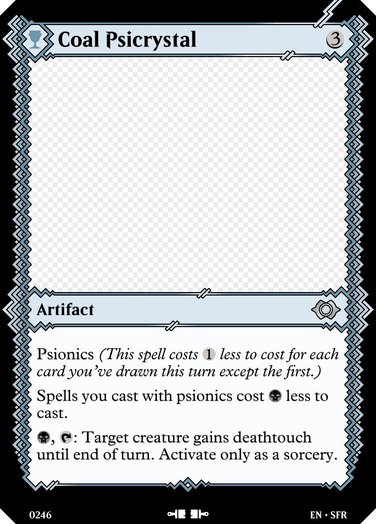 Coal Psicrystal
3
Artifact
Psionics (This spell costs 1 less to cost for each
card you've drawn this turn except the first.)
Spells you cast with psionics cost less to
cast.
, : Target creature gains deathtouch
until end of turn. Activate only as a sorcery.
0246
EN • SFR